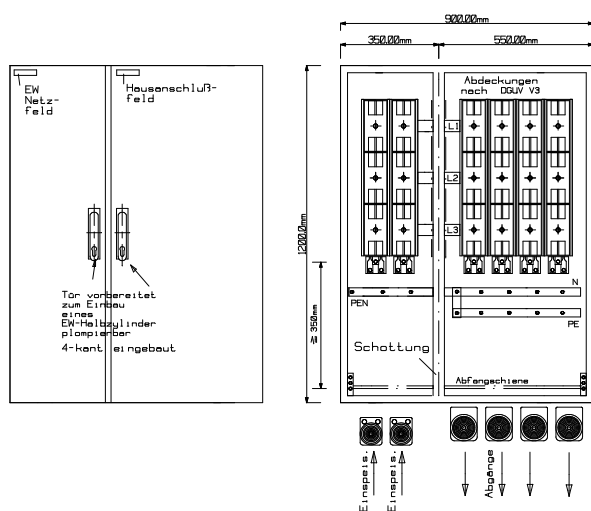 900.00mm
350.00mm
550.00mm
EW
Netz-
feld
Hausanschluß-
feld
Abdeckungen
nach DGUV V3
L1
L2
L3
1200.0mm
Tür vorbereitet
zum Einbau
eines
EW-Halbzylinder
plombierbar
4-kant eingebaut
≧ 350mm
PEN
N
PE
Schottung
Abfangschiene
Einspeis.
Einspeis.
Abgänge